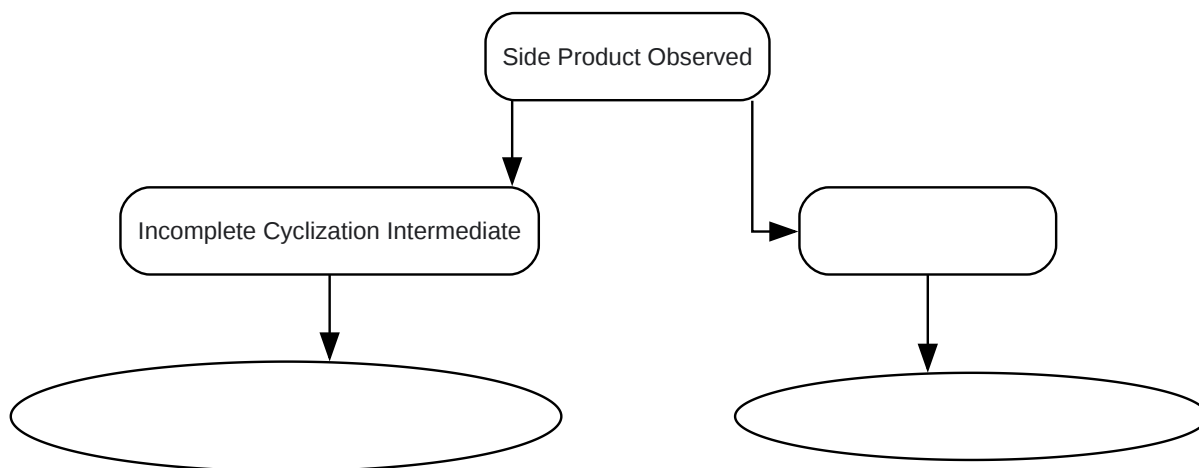 Side Product Observed
Incomplete Cyclization Intermediate